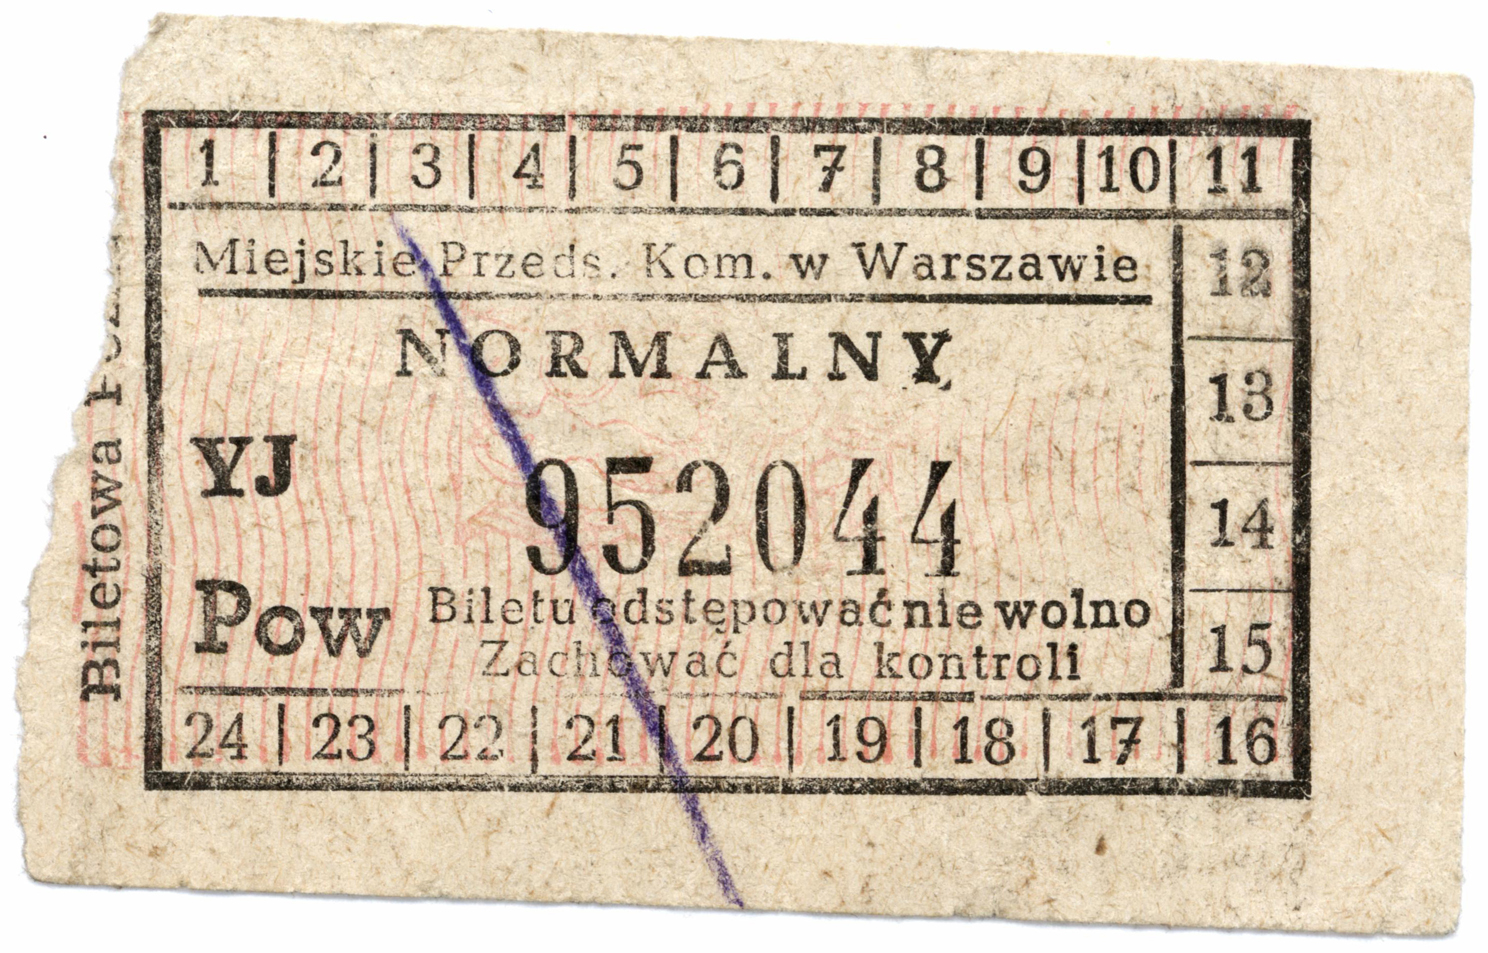 1 | 2 | 3 | 4 | 5 | 6 | 7 | 8 | 9 | 10 | 11
Miejskie Przeds. Kom. w Warszawie
12
NORMALNY
13
YJ
952044
14
Pow
Biletu odstępować nie wolno
Zachować dla kontroli
15
24 | 23 | 22 | 21 | 20 | 19 | 18 | 17 | 16
Biletowa